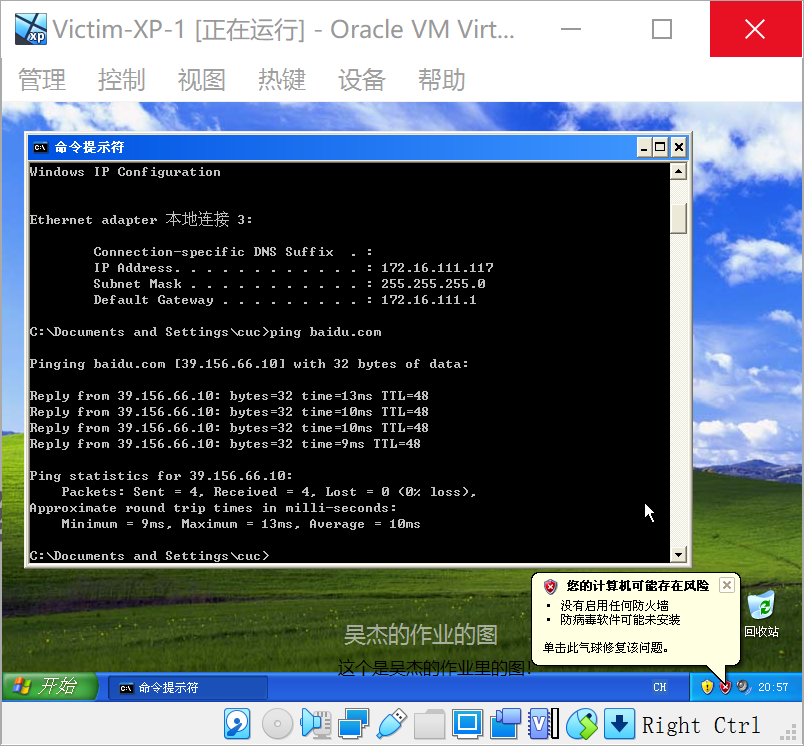 Victim-XP-1 [正在运行] - Oracle VM Virt...
管理 控制 视图 热键 设备 帮助
命令提示符
Windows IP Configuration
Ethernet adapter 本地连接 3:
Connection-specific DNS Suffix  . :
IP Address. . . . . . . . . . . . : 172.16.111.117
Subnet Mask . . . . . . . . . . . : 255.255.255.0
Default Gateway . . . . . . . . . : 172.16.111.1
C:\Documents and Settings\cuc>ping baidu.com
Pinging baidu.com [39.156.66.10] with 32 bytes of data:
Reply from 39.156.66.10: bytes=32 time=13ms TTL=48
Reply from 39.156.66.10: bytes=32 time=10ms TTL=48
Reply from 39.156.66.10: bytes=32 time=10ms TTL=48
Reply from 39.156.66.10: bytes=32 time=9ms TTL=48
Ping statistics for 39.156.66.10:
Packets: Sent = 4, Received = 4, Lost = 0 (0% loss),
Approximate round trip times in milli-seconds:
Minimum = 9ms, Maximum = 13ms, Average = 10ms
C:\Documents and Settings\cuc>
您的计算机可能存在风险
• 没有启用任何防火墙
• 防病毒软件可能未安装
单击此气球修复该问题。
回收站
吴杰的作业的图
这个是吴杰的作业里的图!
开始
命令提示符
CH
20:57
Right Ctrl